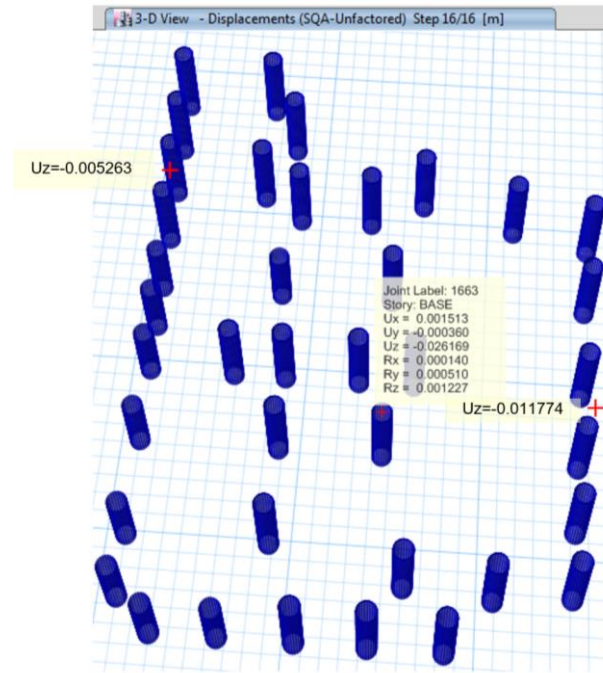 3-D View - Displacements (SQA-Unfactored) Step 16/16 [m]
Uz=-0.005263
Joint Label: 1663
Story: BASE
Ux = 0.001513
Uy = -0.000360
Uz = -0.026169
Rx = 0.000140
Ry = 0.000510
Rz = 0.001227
Uz=-0.011774